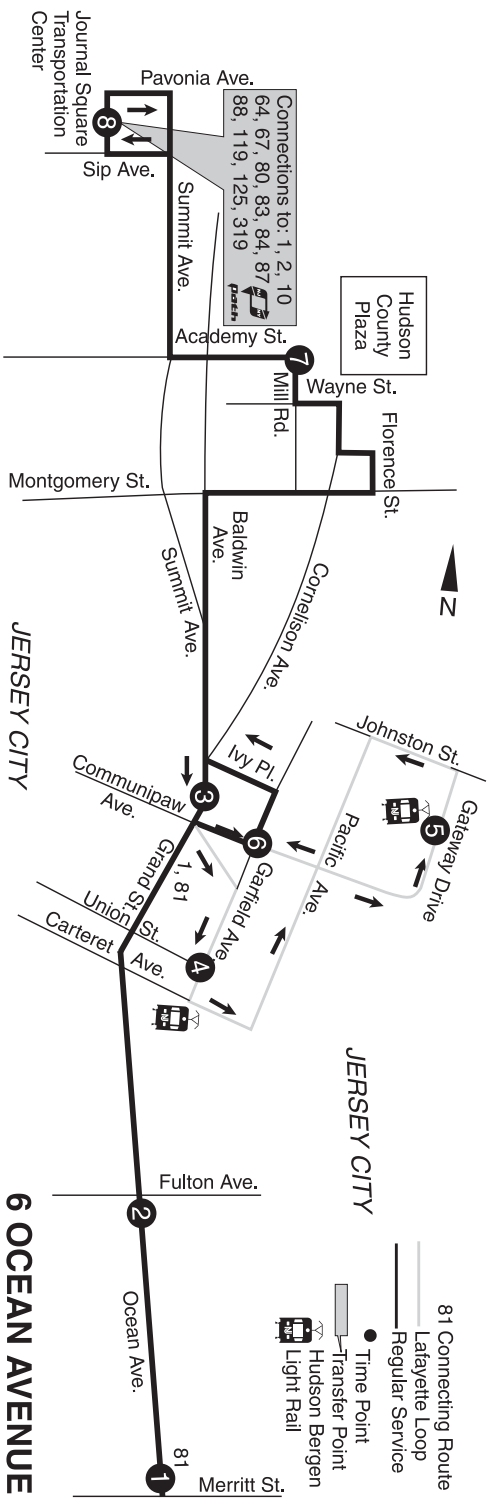 Journal Square
Transportation
Center
8
Pavonia Ave.
Sip Ave.
Connections to: 1, 2, 10
64, 67, 80, 83, 84, 87
88, 119, 125, 319
path
Summit Ave.
Academy St.
Hudson
County
Plaza
7
Mill Rd.
Wayne St.
Florence St.
Montgomery St.
Baldwin
Ave.
Summit Ave.
Cornelison Ave.
N
JERSEY CITY
Communipaw
Ave.
3
Ivy Pl.
6
Johnston St.
Gateway Drive
5
Pacific Ave.
Garfield Ave.
1, 81
Grand St.
Union St.
4
Carteret Ave.
JERSEY CITY
Fulton Ave.
2
Ocean Ave.
81
1
Merritt St.
81 Connecting Route
Lafayette Loop
Regular Service
Time Point
Transfer Point
Hudson Bergen
Light Rail
6 OCEAN AVENUE